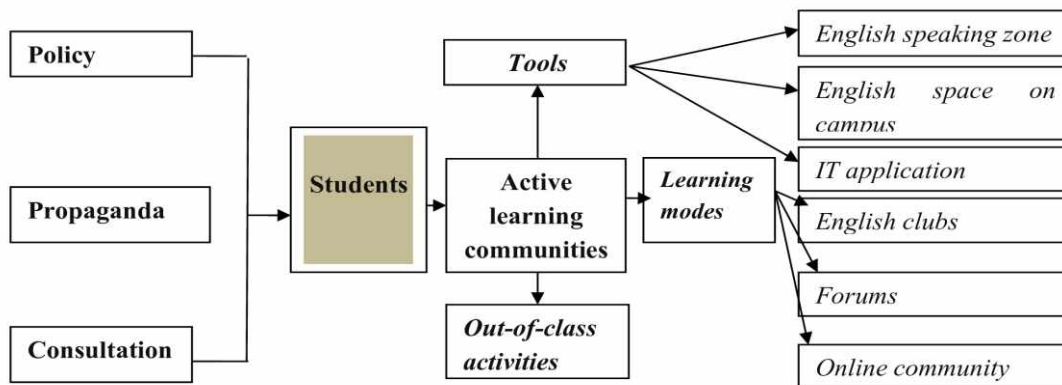 Policy
Propaganda
Consultation
Students
Active
learning
communities
Tools
Learning
modes
Out-of-class
activities
English speaking zone
English space on
campus
IT application
English clubs
Forums
Online community